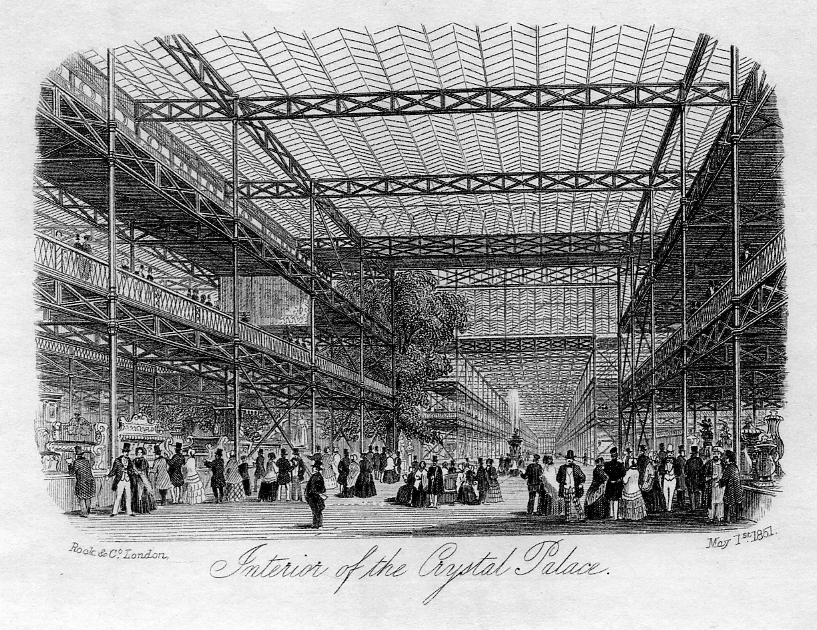 Rock & Co. London.
May 1st 1851.
Interior of the Crystal Palace.